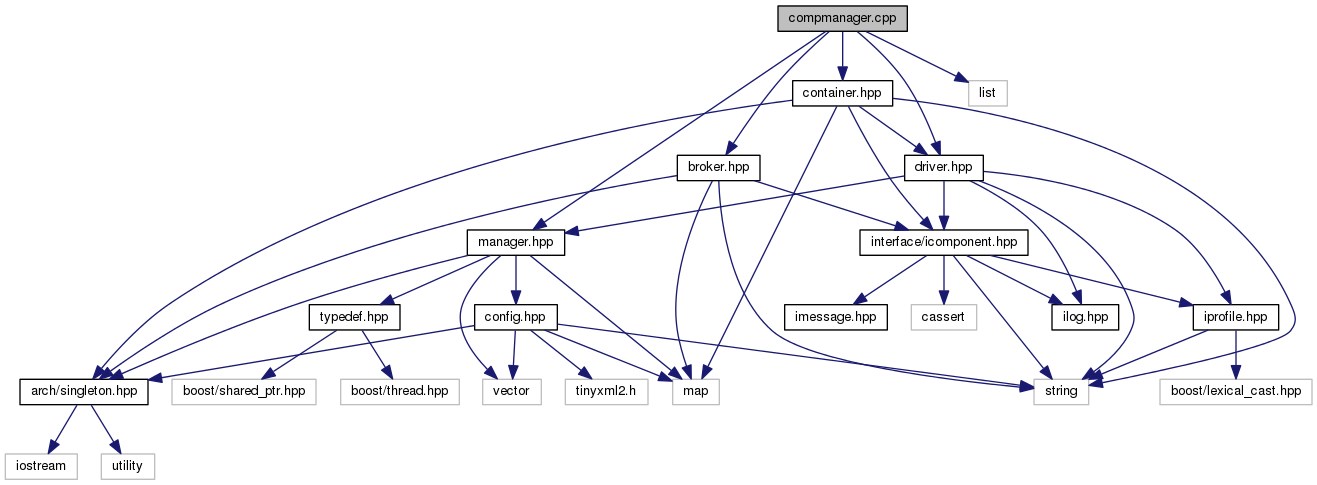 compmanager.cpp
container.hpp
list
broker.hpp
driver.hpp
manager.hpp
interface/icomponent.hpp
typedef.hpp
config.hpp
imessage.hpp
cassert
ilog.hpp
iprofile.hpp
arch/singleton.hpp
boost/shared_ptr.hpp
boost/thread.hpp
vector
tinyxml2.h
map
string
boost/lexical_cast.hpp
iostream
utility